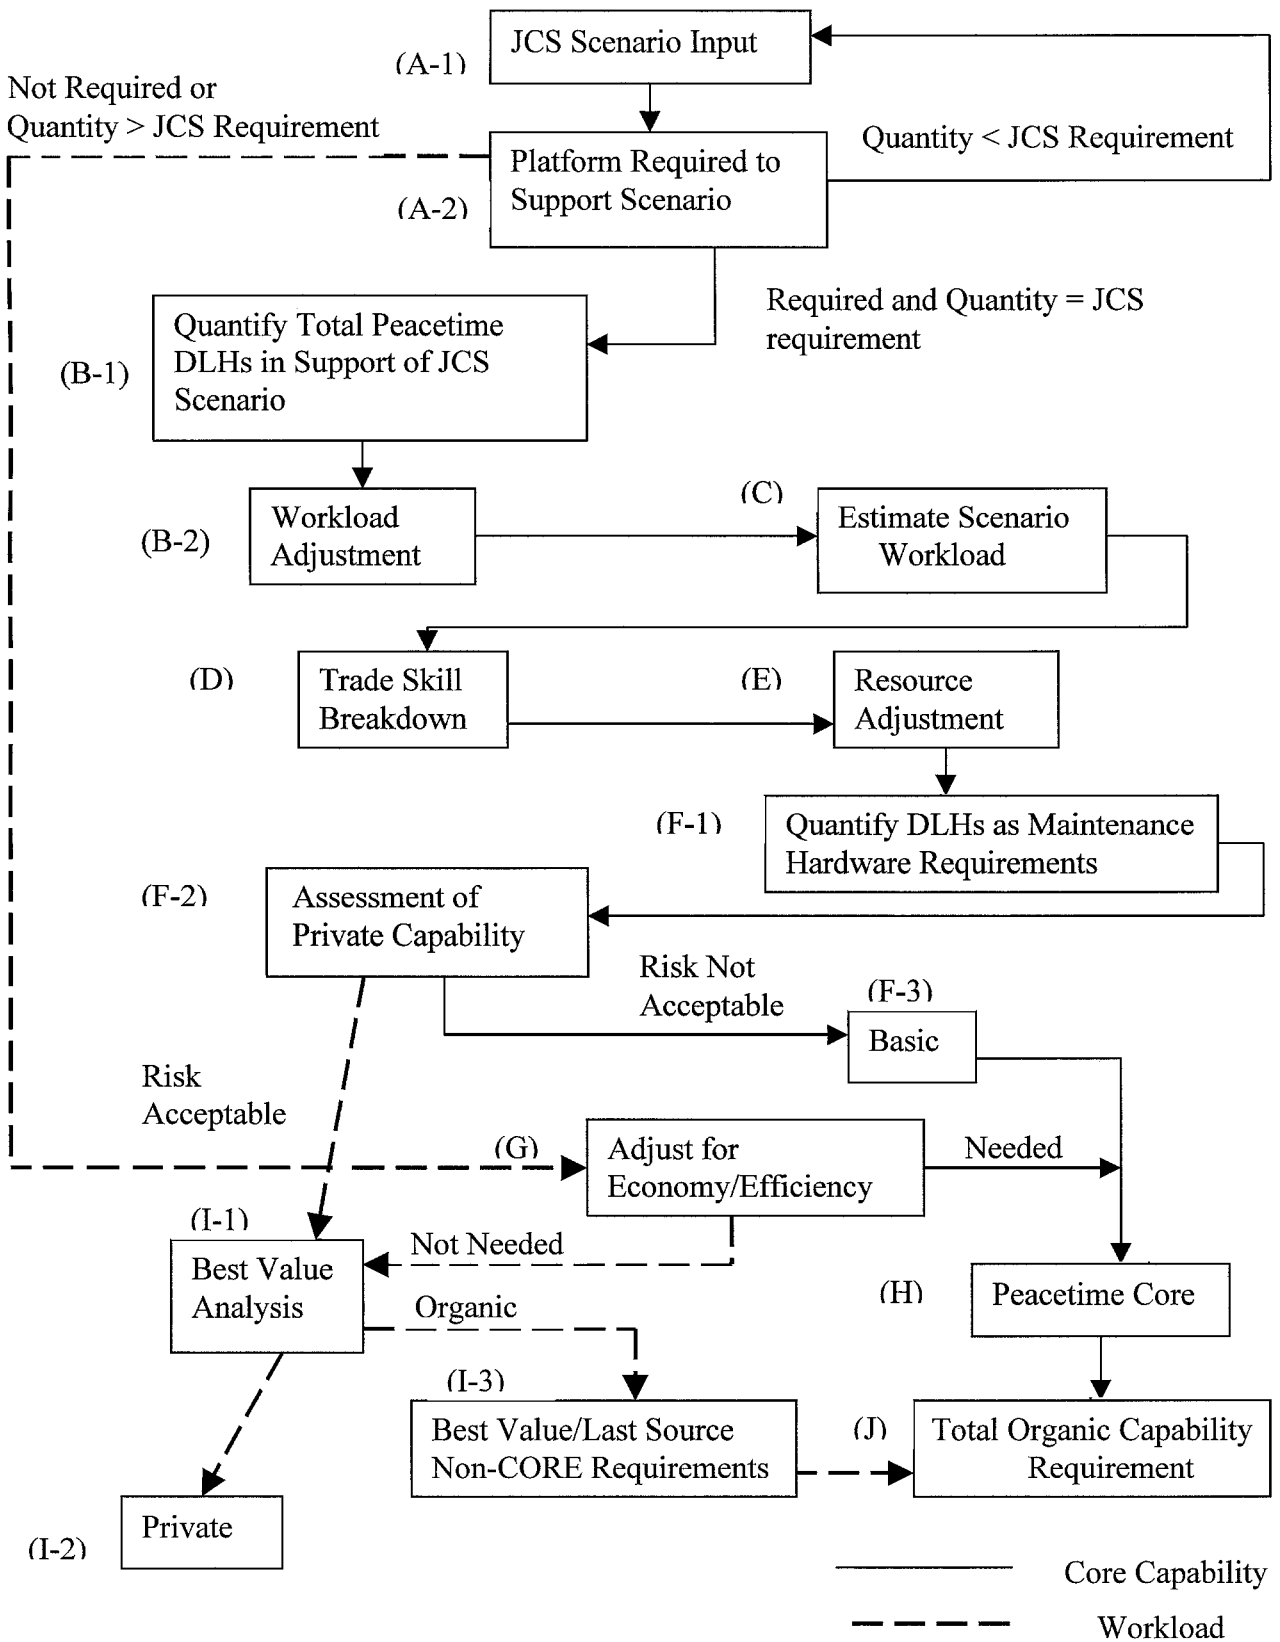 JCS Scenario Input
(A-1)
Not Required or
Quantity > JCS Requirement
Quantity < JCS Requirement
Platform Required to
Support Scenario
(A-2)
Required and Quantity = JCS
requirement
Quantify Total Peacetime
DLHs in Support of JCS
Scenario
(B-1)
Workload
Adjustment
(B-2)
(C)
Estimate Scenario
Workload
(D)
Trade Skill
Breakdown
(E)
Resource
Adjustment
(F-1)
Quantify DLHs as Maintenance
Hardware Requirements
(F-2)
Assessment of
Private Capability
Risk Not
Acceptable
(F-3)
Basic
Risk
Acceptable
(G)
Adjust for
Economy/Efficiency
Needed
(I-1)
Not Needed
Best Value
Analysis
Organic
(H)
Peacetime Core
(I-3)
Best Value/Last Source
Non-CORE Requirements
(J)
Total Organic Capability
Requirement
Private
(I-2)
Core Capability
Workload